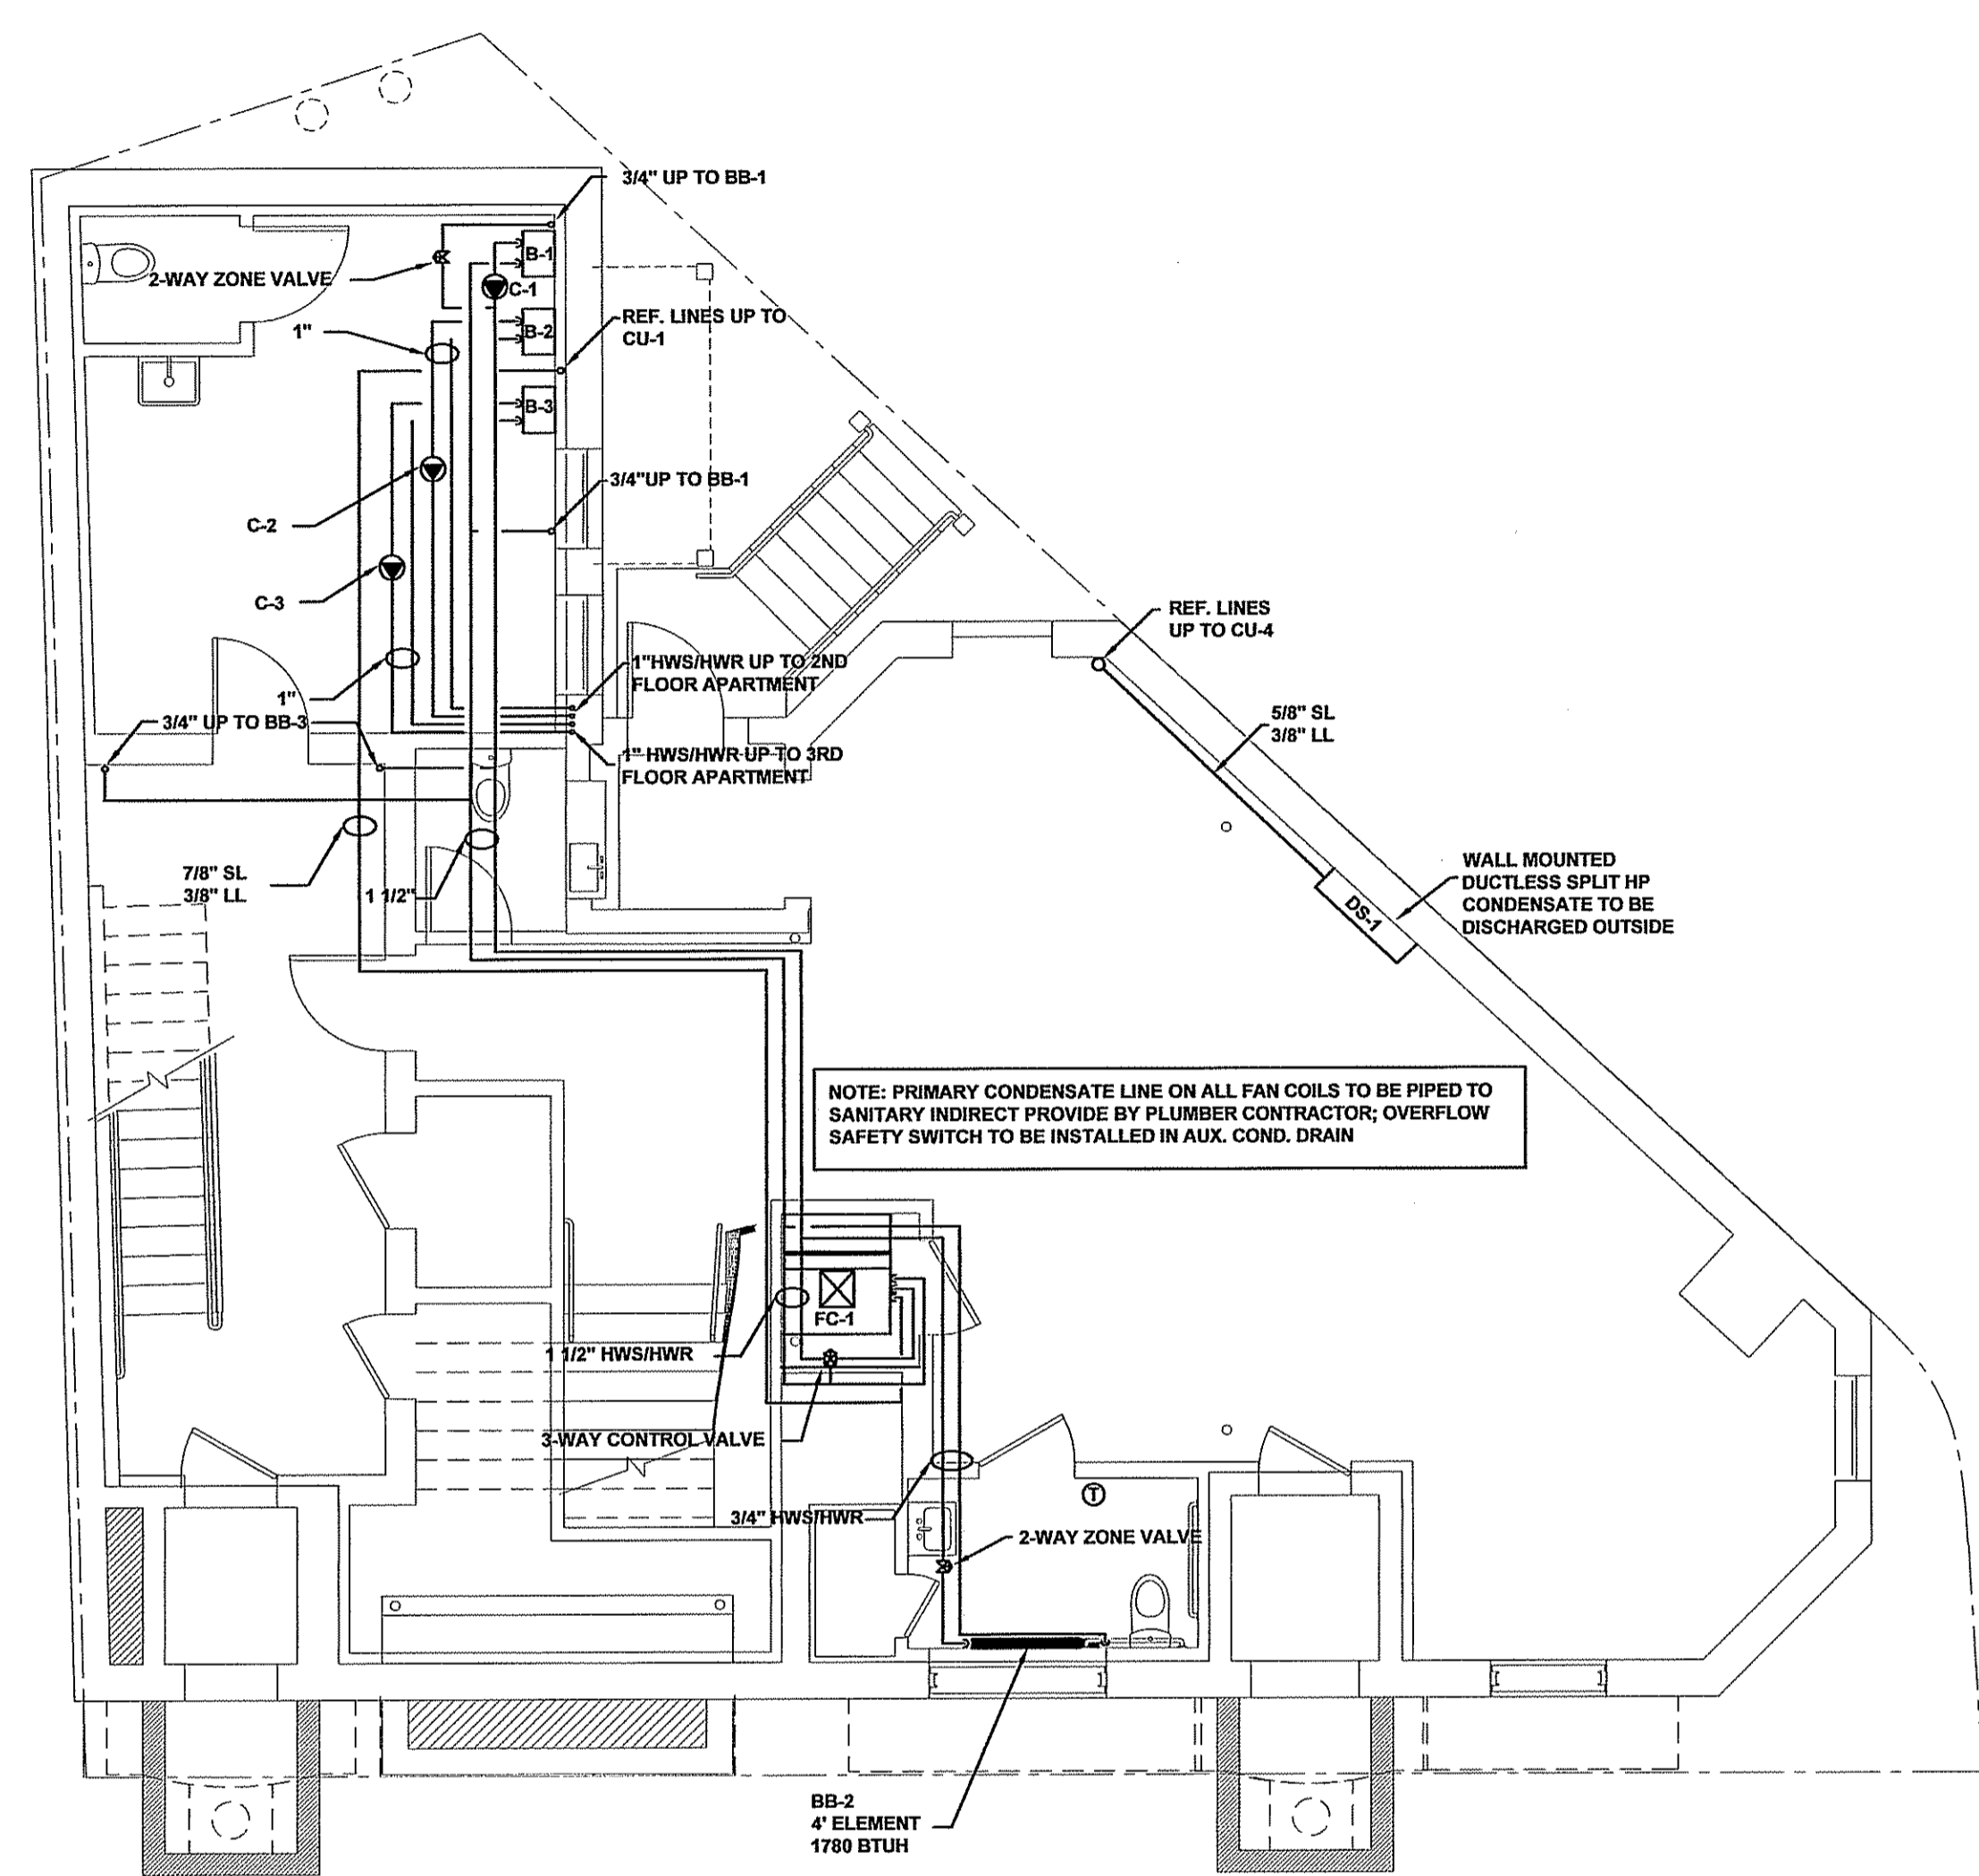 3/4" UP TO BB-1
2-WAY ZONE VALVE
B-1
C-1
REF. LINES UP TO
CU-1
B-2
1"
B-3
3/4"UP TO BB-1
C-2
C-3
REF. LINES
UP TO CU-4
1"HWS/HWR UP TO 2ND
FLOOR APARTMENT
1"
3/4" UP TO BB-3
5/8" SL
3/8" LL
1" HWS/HWR UP TO 3RD
FLOOR APARTMENT
7/8" SL
3/8" LL
1 1/2"
WALL MOUNTED
DUCTLESS SPLIT HP
CONDENSATE TO BE
DISCHARGED OUTSIDE
DS-1
NOTE: PRIMARY CONDENSATE LINE ON ALL FAN COILS TO BE PIPED TO
SANITARY INDIRECT PROVIDE BY PLUMBER CONTRACTOR; OVERFLOW
SAFETY SWITCH TO BE INSTALLED IN AUX. COND. DRAIN
FC-1
1 1/2" HWS/HWR
3-WAY CONTROL VALVE
T
3/4" HWS/HWR
2-WAY ZONE VALVE
BB-2
4' ELEMENT
1780 BTUH